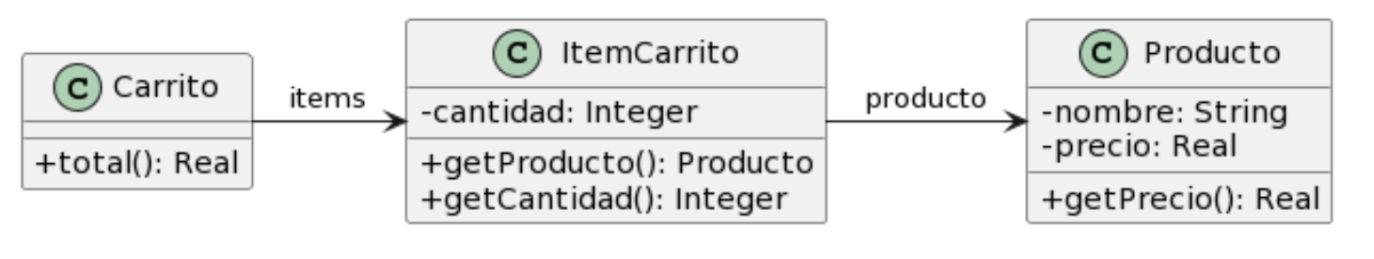 C Carrito
+total(): Real
items
C ItemCarrito
-cantidad: Integer
+getProducto(): Producto
+getCantidad(): Integer
producto
C Producto
-nombre: String
-precio: Real
+getPrecio(): Real